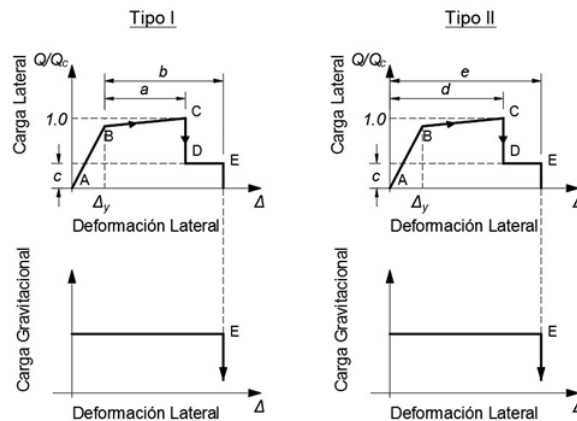 Tipo I
Q/Qc
b
a
1.0
C
B
D
E
c
A
Δy
Δ
Carga Lateral
Deformación Lateral
Carga Gravitacional
E
Δ
Deformación Lateral
Tipo II
Q/Qc
e
d
1.0
C
B
D
E
c
A
Δy
Δ
Carga Lateral
Deformación Lateral
Carga Gravitacional
E
Δ
Deformación Lateral